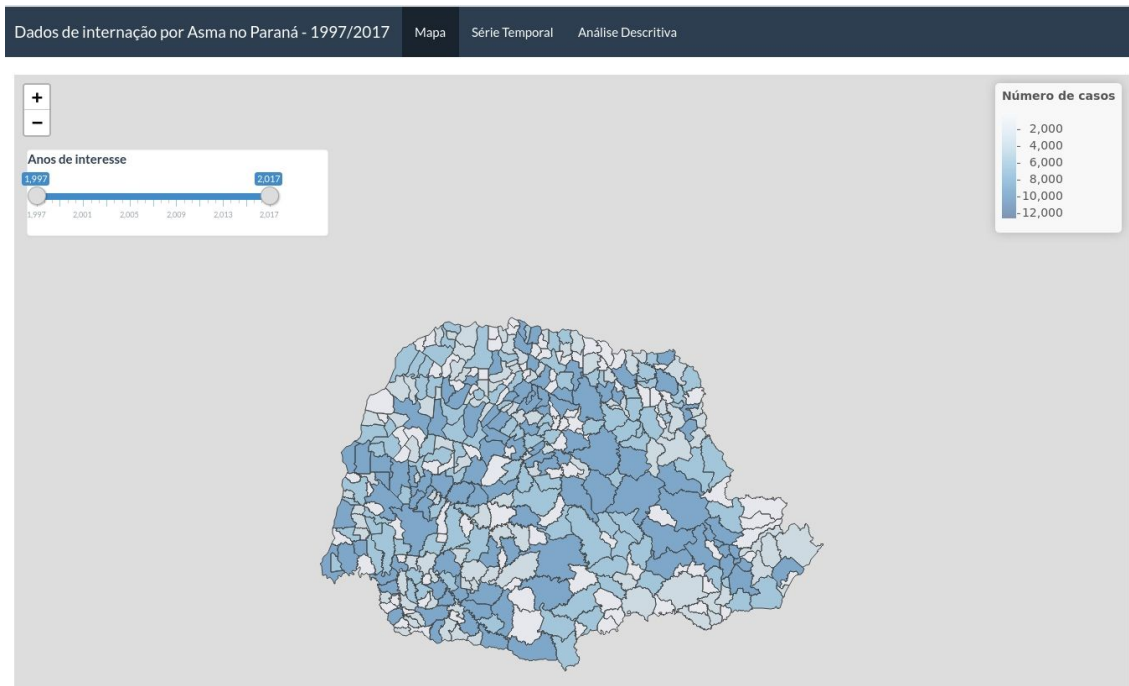 Dados de internação por Asma no Paraná - 1997/2017 Mapa Série Temporal Análise Descritiva
+
−
Anos de interesse
1,997 2,017
1,997 2,001 2,005 2,009 2,013 2,017
Número de casos
- 2,000
- 4,000
- 6,000
- 8,000
-10,000
-12,000